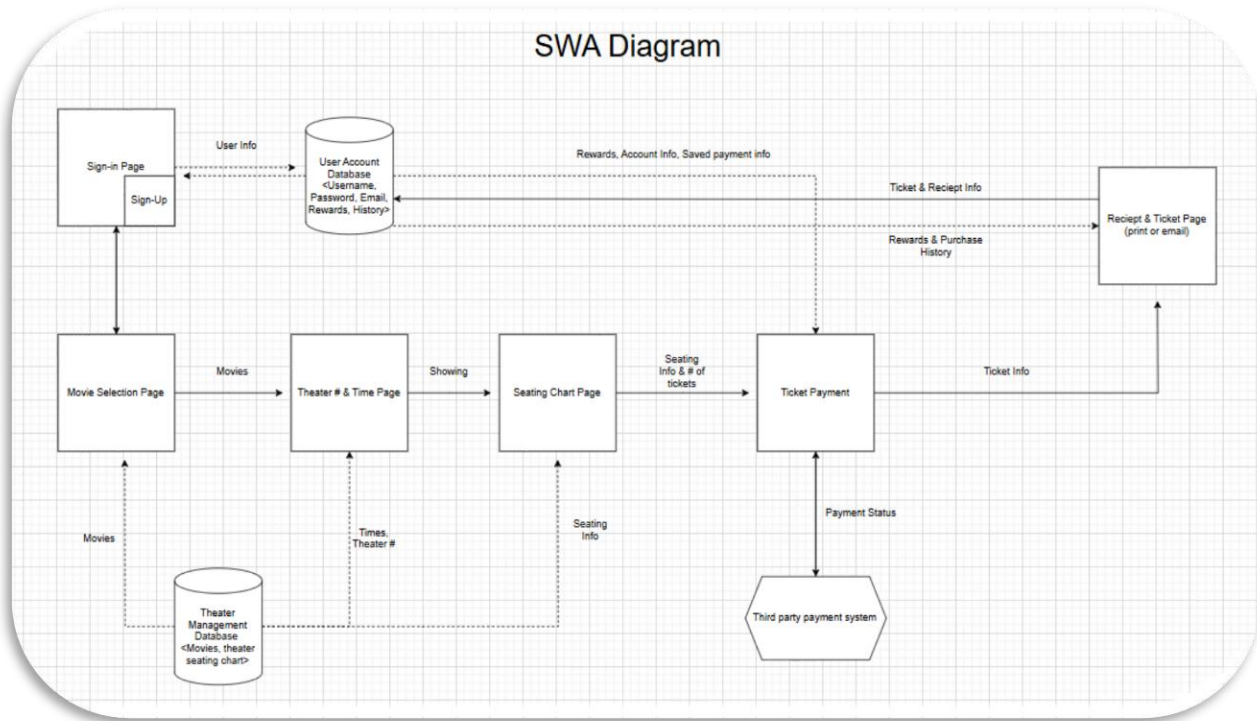 SWA Diagram
Sign-in Page
Sign-Up
User Info
User Account
Database
<Username,
Password, Email,
Rewards, History>
Rewards, Account Info, Saved payment info
Ticket & Reciept Info
Rewards & Purchase
History
Reciept & Ticket Page
(print or email)
Movie Selection Page
Movies
Theater # & Time Page
Showing
Seating Chart Page
Seating
Info & # of
tickets
Ticket Payment
Ticket Info
Movies
Times,
Theater #
Seating
Info
Payment Status
Theater
Management
Database
<Movies, theater
seating chart>
Third party payment system